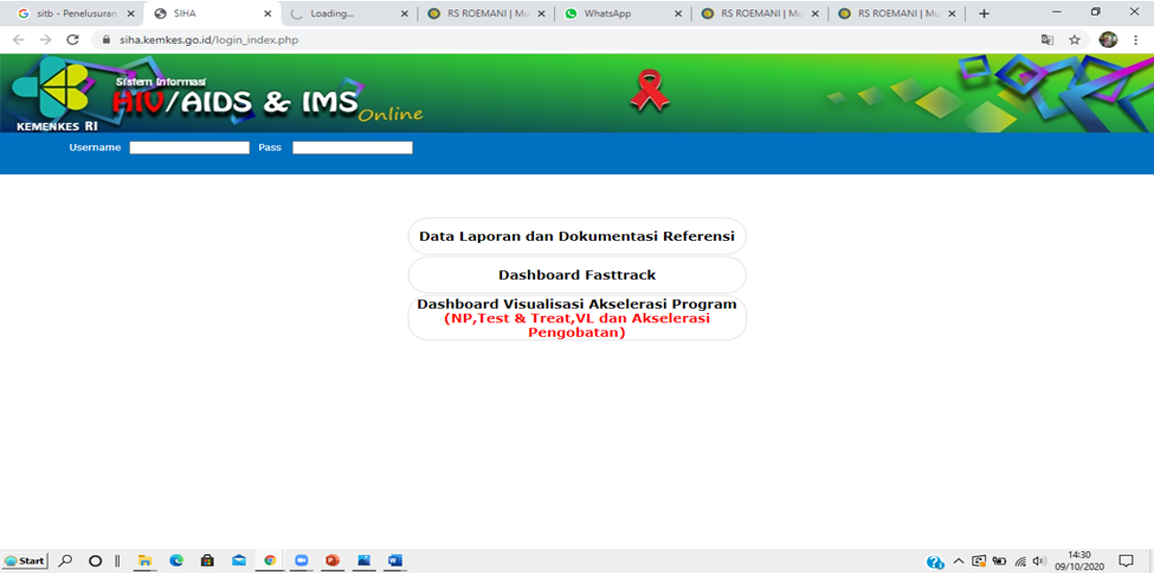 sitb - Penelusuran
SIHA
Loading...
RS ROEMANI | Mu
WhatsApp
RS ROEMANI | Mu
RS ROEMANI | Mu
siha.kemkes.go.id/login_index.php
Sistem Informasi
HIV/AIDS & IMS Online
KEMENKES RI
Username
Pass
Data Laporan dan Dokumentasi Referensi
Dashboard Fasttrack
Dashboard Visualisasi Akselerasi Program
(NP,Test & Treat,VL dan Akselerasi
Pengobatan)
Start
14:30
09/10/2020